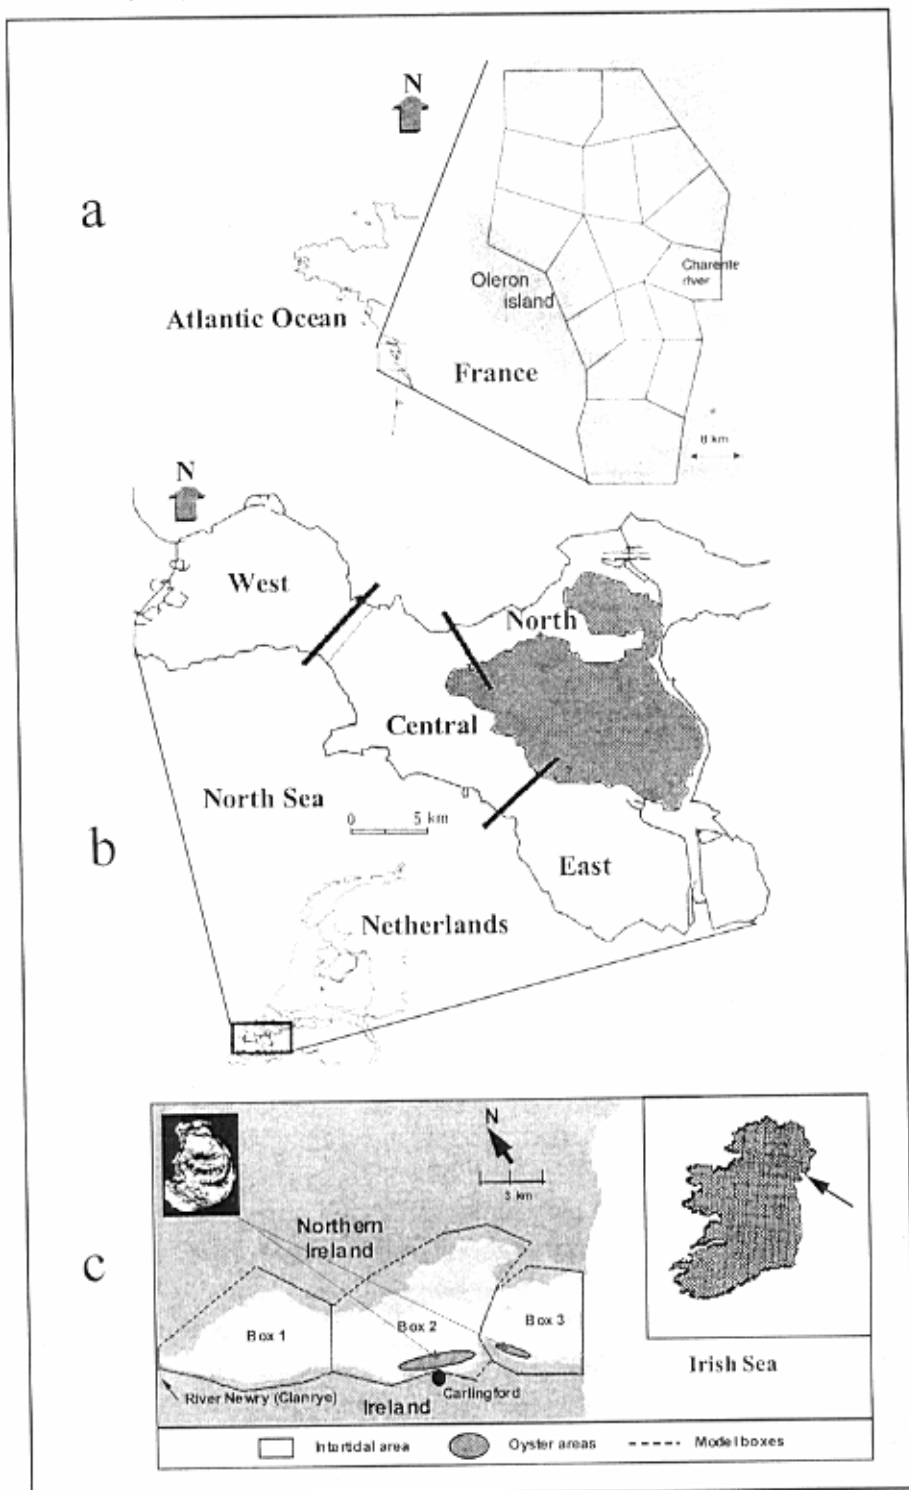 N
a
Oleron
island
Charente
river
Atlantic Ocean
France
8 km
N
West
North
Central
North Sea
0 5 km
b
East
Netherlands
N
3 km
Northern
Ireland
c
Box 1
Box 2
Box 3
Irish Sea
River Newry (Clanrye)
Carlingford
Ireland
Intertidal area
Oyster areas
Model boxes